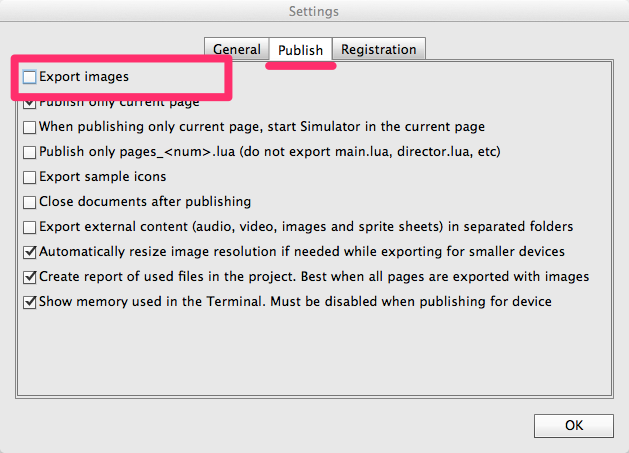 Settings
General Publish Registration
Export images
Publish only current page
When publishing only current page, start Simulator in the current page
Publish only pages_<num>.lua (do not export main.lua, director.lua, etc)
Export sample icons
Close documents after publishing
Export external content (audio, video, images and sprite sheets) in separated folders
Automatically resize image resolution if needed while exporting for smaller devices
Create report of used files in the project. Best when all pages are exported with images
Show memory used in the Terminal. Must be disabled when publishing for device
OK